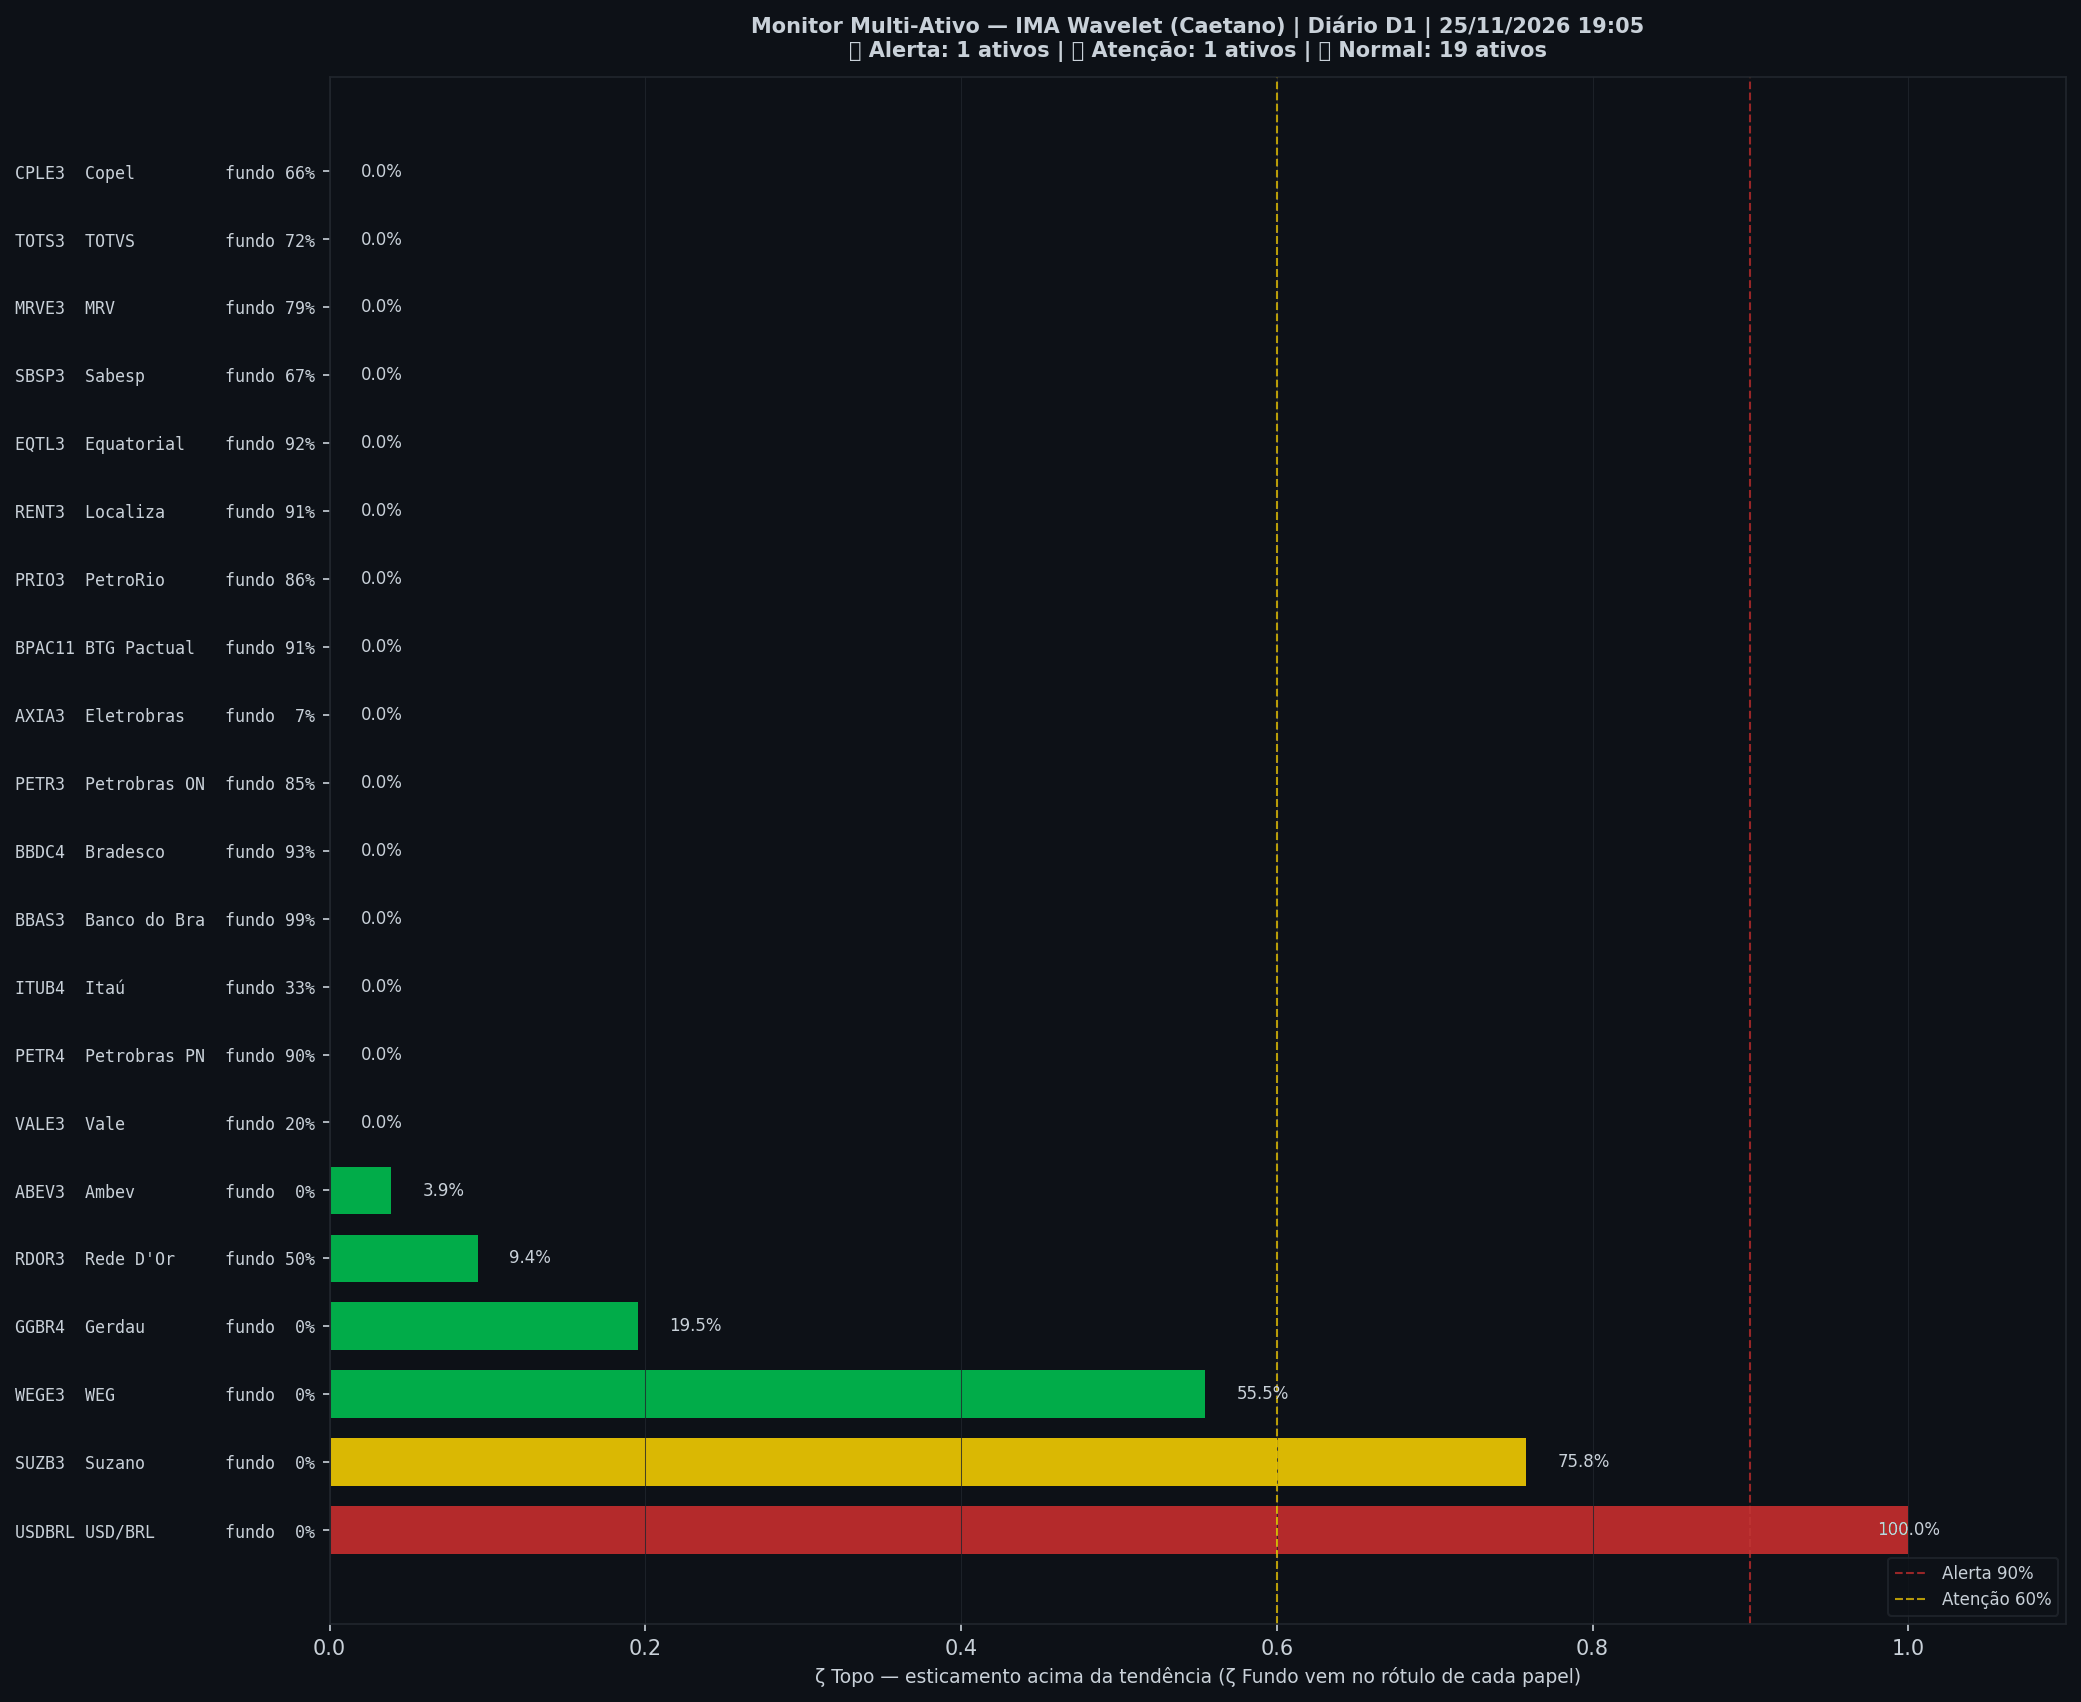 Monitor Multi-Ativo — IMA Wavelet (Caetano) | Diário D1 | 25/11/2026 19:05
Alerta: 1 ativos | Atenção: 1 ativos | Normal: 19 ativos
CPLE3 Copel fundo 66% 0.0%
TOTS3 TOTVS fundo 72% 0.0%
MRVE3 MRV fundo 79% 0.0%
SBSP3 Sabesp fundo 67% 0.0%
EQTL3 Equatorial fundo 92% 0.0%
RENT3 Localiza fundo 91% 0.0%
PRIO3 PetroRio fundo 86% 0.0%
BPAC11 BTG Pactual fundo 91% 0.0%
AXIA3 Eletrobras fundo 7% 0.0%
PETR3 Petrobras ON fundo 85% 0.0%
BBDC4 Bradesco fundo 93% 0.0%
BBAS3 Banco do Bra fundo 99% 0.0%
ITUB4 Itaú fundo 33% 0.0%
PETR4 Petrobras PN fundo 90% 0.0%
VALE3 Vale fundo 20% 0.0%
ABEV3 Ambev fundo 0% 3.9%
RDOR3 Rede D'Or fundo 50% 9.4%
GGBR4 Gerdau fundo 0% 19.5%
WEGE3 WEG fundo 0% 55.5%
SUZB3 Suzano fundo 0% 75.8%
USDBRL USD/BRL fundo 0% 100.0%
Alerta 90%
Atenção 60%
0.0 0.2 0.4 0.6 0.8 1.0
ζ Topo — esticamento acima da tendência (ζ Fundo vem no rótulo de cada papel)